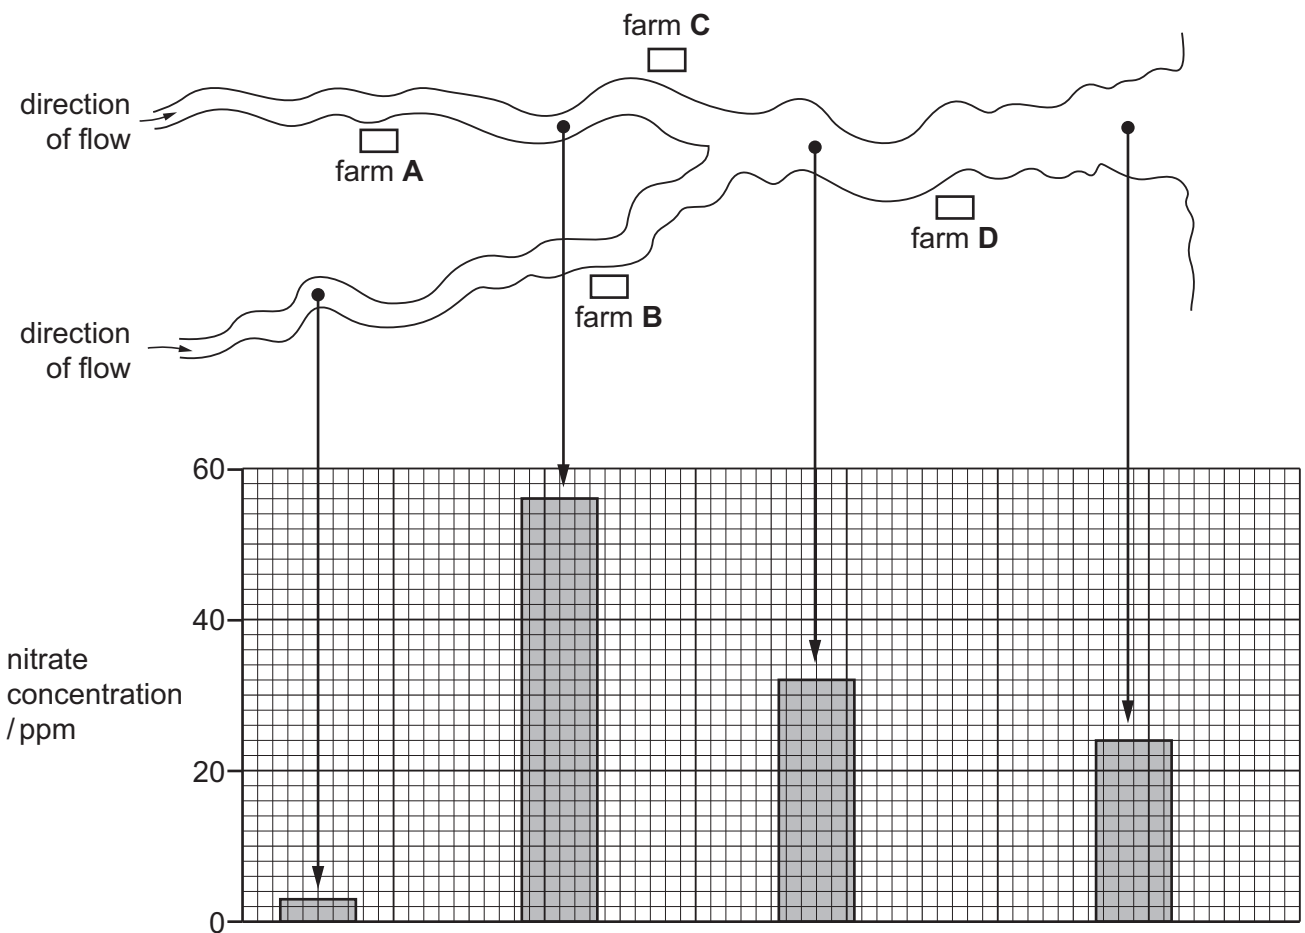 farm C
direction
of flow
farm A
farm D
farm B
direction
of flow
60
40
nitrate
concentration
/ ppm
20
0